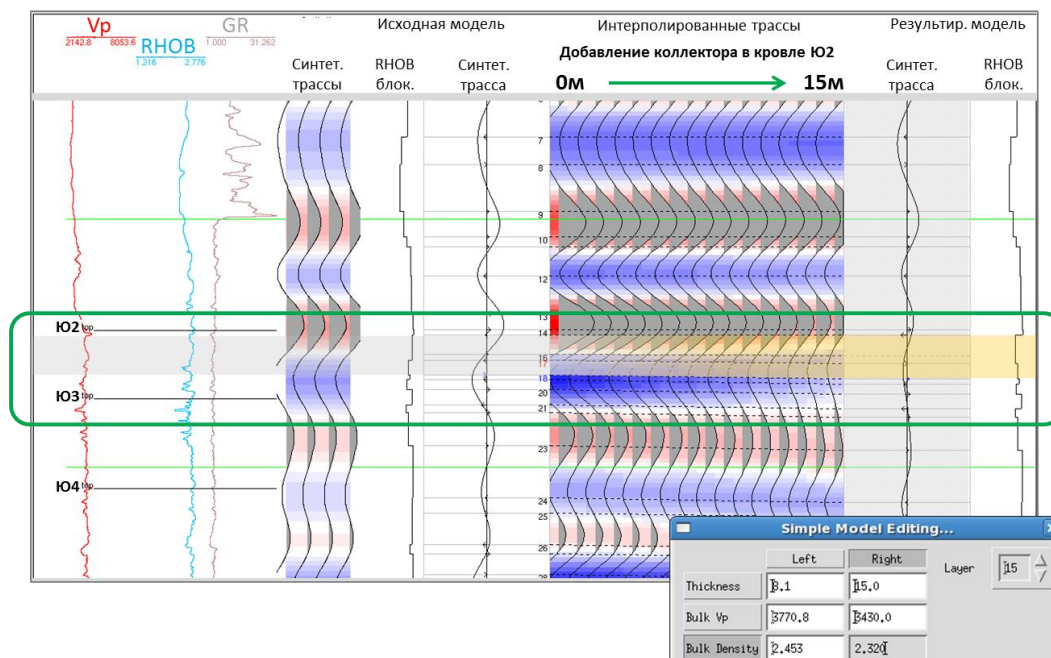 Vp
2142.8 8053.6
RHOB
1.216 2.776
GR
1.000 31.262
Исходная модель
Интерполированные трассы
Результир. модель
Добавление коллектора в кровле Ю2
0м 15м
Синтет. трассы
RHOB блок.
Синтет. трасса
Синтет. трасса
RHOB блок.
7
8
9
10
12
13
14
16
17
18
20
21
23
24
25
26
Ю2 top
Ю3 top
Ю4 top
Simple Model Editing...
Left Right Layer 15
Thickness 8.1 15.0
Bulk Vp 3770.8 3430.0
Bulk Density 2.453 2.320